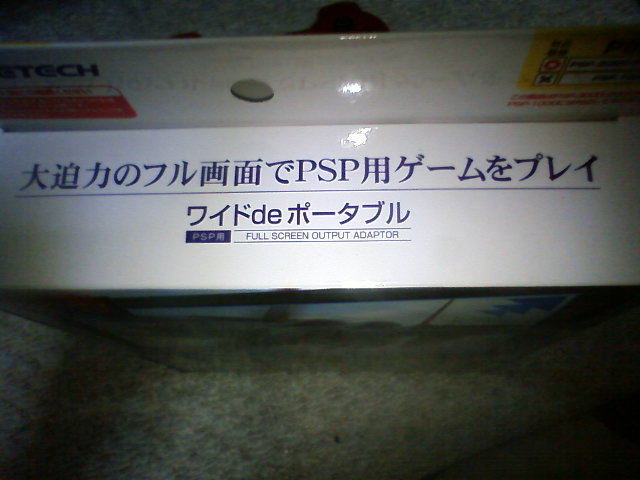 ETECH
大迫力のフル画面でPSP用ゲームをプレイ
ワイドdeポータブル
PSP用 FULL SCREEN OUTPUT ADAPTOR